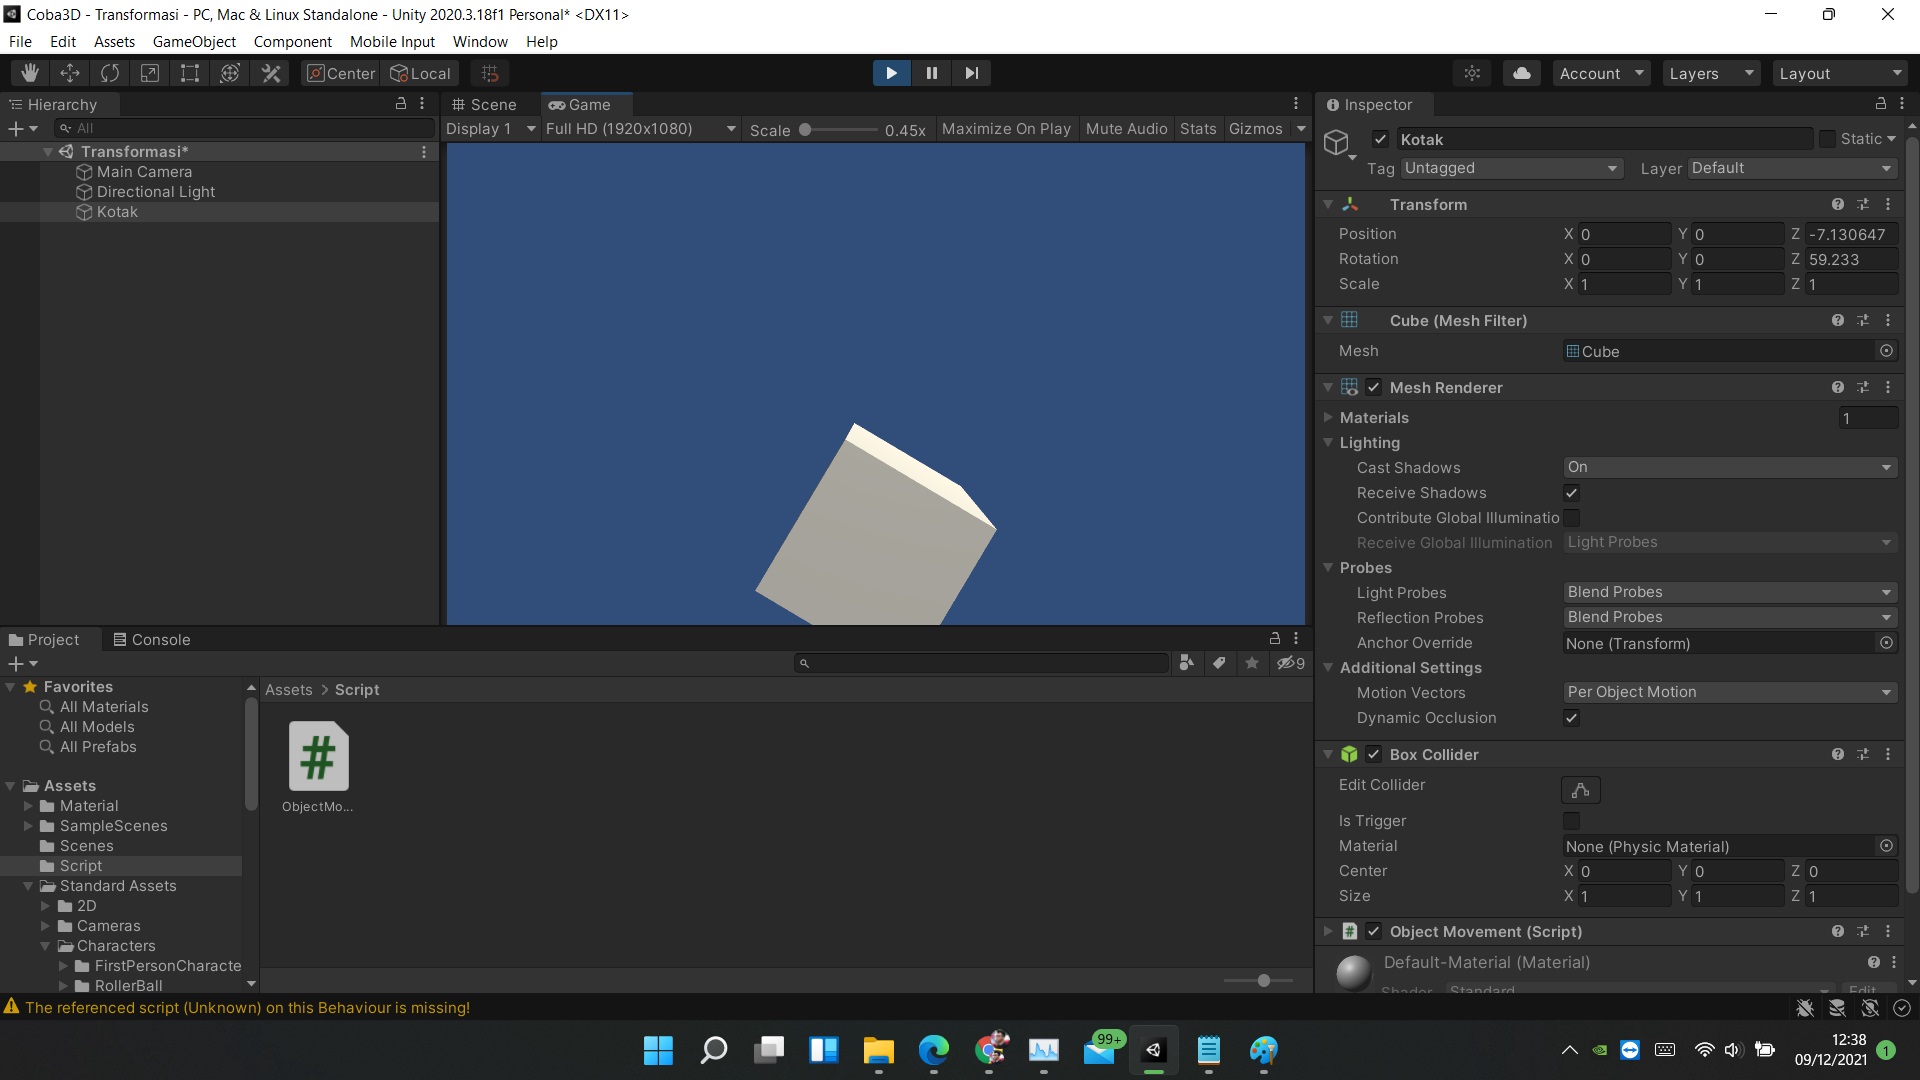 Coba3D - Transformasi - PC, Mac & Linux Standalone - Unity 2020.3.18f1 Personal* <DX11>
File Edit Assets GameObject Component Mobile Input Window Help
Center Local Account Layers Layout
Hierarchy
All
Transformasi*
Main Camera
Directional Light
Kotak
Scene Game
Display 1 Full HD (1920x1080) Scale 0.45x Maximize On Play Mute Audio Stats Gizmos
Inspector
Kotak Static
Tag Untagged Layer Default
Transform
Position X 0 Y 0 Z -7.130647
Rotation X 0 Y 0 Z 59.233
Scale X 1 Y 1 Z 1
Cube (Mesh Filter)
Mesh Cube
Mesh Renderer
Materials 1
Lighting
Cast Shadows On
Receive Shadows
Contribute Global Illuminatio
Receive Global Illumination Light Probes
Probes
Light Probes Blend Probes
Reflection Probes Blend Probes
Anchor Override None (Transform)
Additional Settings
Motion Vectors Per Object Motion
Dynamic Occlusion
Box Collider
Edit Collider
Is Trigger
Material None (Physic Material)
Center X 0 Y 0 Z 0
Size X 1 Y 1 Z 1
Object Movement (Script)
Default-Material (Material)
Shader Standard Edit
Project Console
9
Favorites
All Materials
All Models
All Prefabs
Assets
Material
SampleScenes
Scenes
Script
Standard Assets
2D
Cameras
Characters
FirstPersonCharacte
RollerBall
Assets > Script
#
ObjectMo...
The referenced script (Unknown) on this Behaviour is missing!
99+
12:38
09/12/2021
1